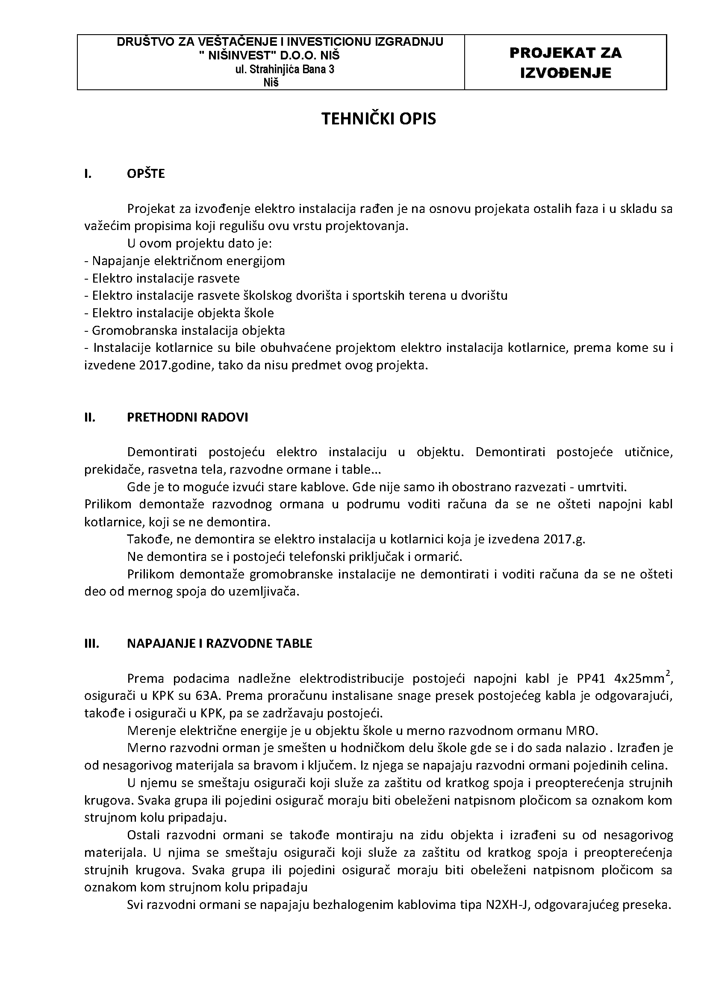 DRUŠTVO ZA VEŠTAČENJE I INVESTICIONU IZGRADNJU
" NIŠINVEST" D.O.O. NIŠ
ul. Strahinjića Bana 3
Niš
PROJEKAT ZA
IZVOĐENJE
TEHNIČKI OPIS
I. OPŠTE
Projekat za izvođenje elektro instalacija rađen je na osnovu projekata ostalih faza i u skladu sa
važećim propisima koji regulišu ovu vrstu projektovanja.
U ovom projektu dato je:
- Napajanje električnom energijom
- Elektro instalacije rasvete
- Elektro instalacije rasvete školskog dvorišta i sportskih terena u dvorištu
- Elektro instalacije objekta škole
- Gromobranska instalacija objekta
- Instalacije kotlarnice su bile obuhvaćene projektom elektro instalacija kotlarnice, prema kome su i
izvedene 2017.godine, tako da nisu predmet ovog projekta.
II. PRETHODNI RADOVI
Demontirati postojeću elektro instalaciju u objektu. Demontirati postojeće utičnice,
prekidače, rasvetna tela, razvodne ormane i table...
Gde je to moguće izvući stare kablove. Gde nije samo ih obostrano razvezati - umrtviti.
Prilikom demontaže razvodnog ormana u podrumu voditi računa da se ne ošteti napojni kabl
kotlarnice, koji se ne demontira.
Takođe, ne demontira se elektro instalacija u kotlarnici koja je izvedena 2017.g.
Ne demontira se i postojeći telefonski priključak i ormarić.
Prilikom demontaže gromobranske instalacije ne demontirati i voditi računa da se ne ošteti
deo od mernog spoja do uzemljivača.
III. NAPAJANJE I RAZVODNE TABLE
Prema podacima nadležne elektrodistribucije postojeći napojni kabl je PP41 4x25mm²,
osigurači u KPK su 63A. Prema proračunu instalisane snage presek postojećeg kabla je odgovarajući,
takođe i osigurači u KPK, pa se zadržavaju postojeći.
Merenje električne energije je u objektu škole u merno razvodnom ormanu MRO.
Merno razvodni orman je smešten u hodničkom delu škole gde se i do sada nalazio . Izrađen je
od nesagorivog materijala sa bravom i ključem. Iz njega se napajaju razvodni ormani pojedinih celina.
U njemu se smeštaju osigurači koji služe za zaštitu od kratkog spoja i preopterećenja strujnih
krugova. Svaka grupa ili pojedini osigurač moraju biti obeleženi natpisnom pločicom sa oznakom kom
strujnom kolu pripadaju.
Ostali razvodni ormani se takođe montiraju na zidu objekta i izrađeni su od nesagorivog
materijala. U njima se smeštaju osigurači koji služe za zaštitu od kratkog spoja i preopterećenja
strujnih krugova. Svaka grupa ili pojedini osigurač moraju biti obeleženi natpisnom pločicom sa
oznakom kom strujnom kolu pripadaju
Svi razvodni ormani se napajaju bezhalogenim kablovima tipa N2XH-J, odgovarajućeg preseka.